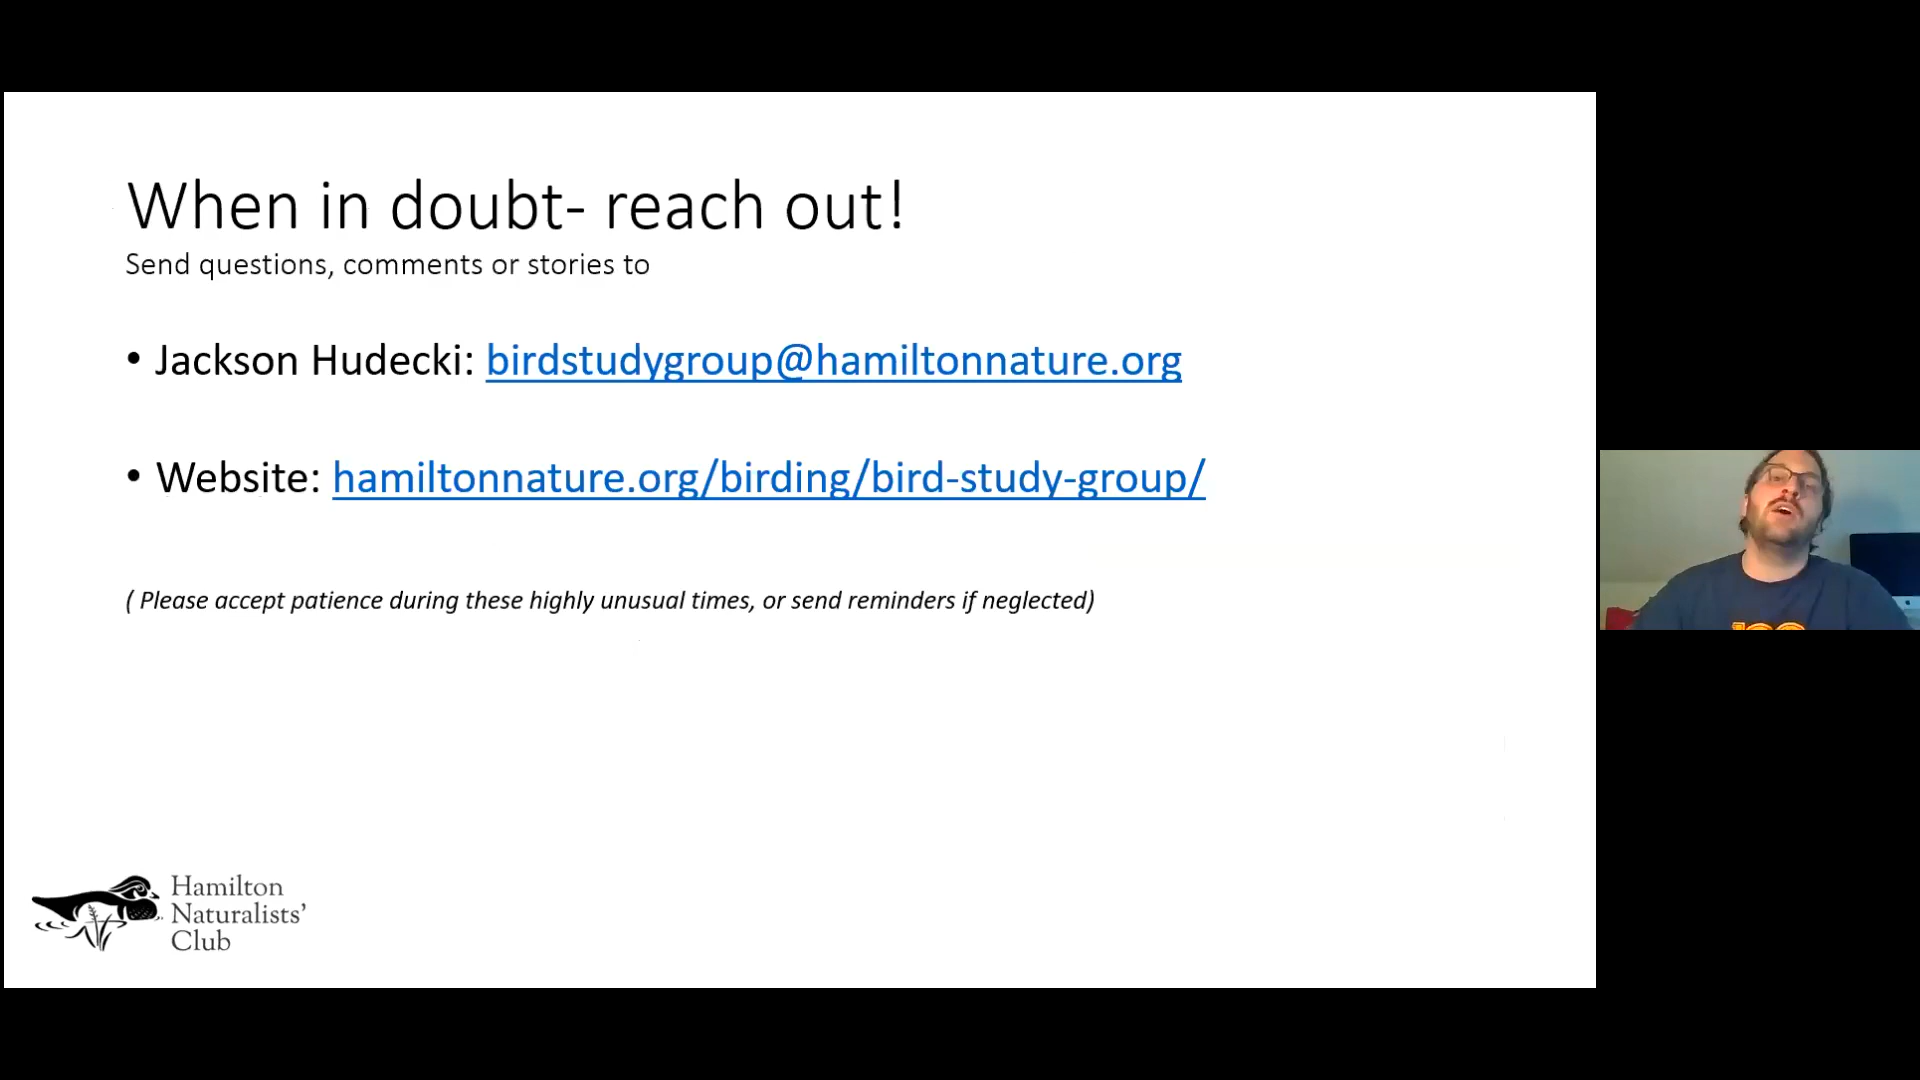 When in doubt- reach out!
Send questions, comments or stories to
• Jackson Hudecki: birdstudygroup@hamiltonnature.org
• Website: hamiltonnature.org/birding/bird-study-group/
( Please accept patience during these highly unusual times, or send reminders if neglected)
Hamilton
Naturalists’
Club